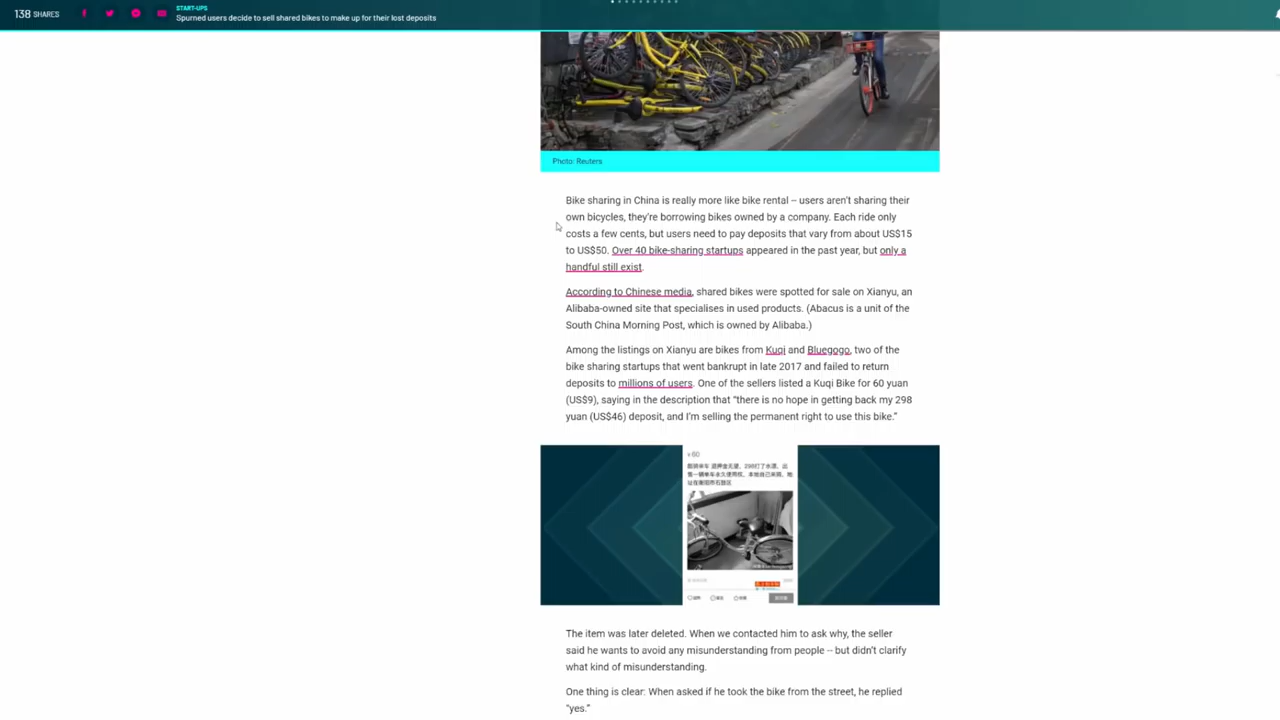 138 SHARES
START-UPS
Spurned users decide to sell shared bikes to make up for their lost deposits
Photo: Reuters
Bike sharing in China is really more like bike rental -- users aren't sharing their
own bicycles, they're borrowing bikes owned by a company. Each ride only
costs a few cents, but users need to pay deposits that vary from about US$15
to US$50. Over 40 bike-sharing startups appeared in the past year, but only a
handful still exist.
According to Chinese media, shared bikes were spotted for sale on Xianyu, an
Alibaba-owned site that specialises in used products. (Abacus is a unit of the
South China Morning Post, which is owned by Alibaba.)
Among the listings on Xianyu are bikes from Kuqi and Bluegogo, two of the
bike sharing startups that went bankrupt in late 2017 and failed to return
deposits to millions of users. One of the sellers listed a Kuqi Bike for 60 yuan
(US$9), saying in the description that “there is no hope in getting back my 298
yuan (US$46) deposit, and I'm selling the permanent right to use this bike.”
¥60
The item was later deleted. When we contacted him to ask why, the seller
said he wants to avoid any misunderstanding from people -- but didn't clarify
what kind of misunderstanding.
One thing is clear: When asked if he took the bike from the street, he replied
“yes.”